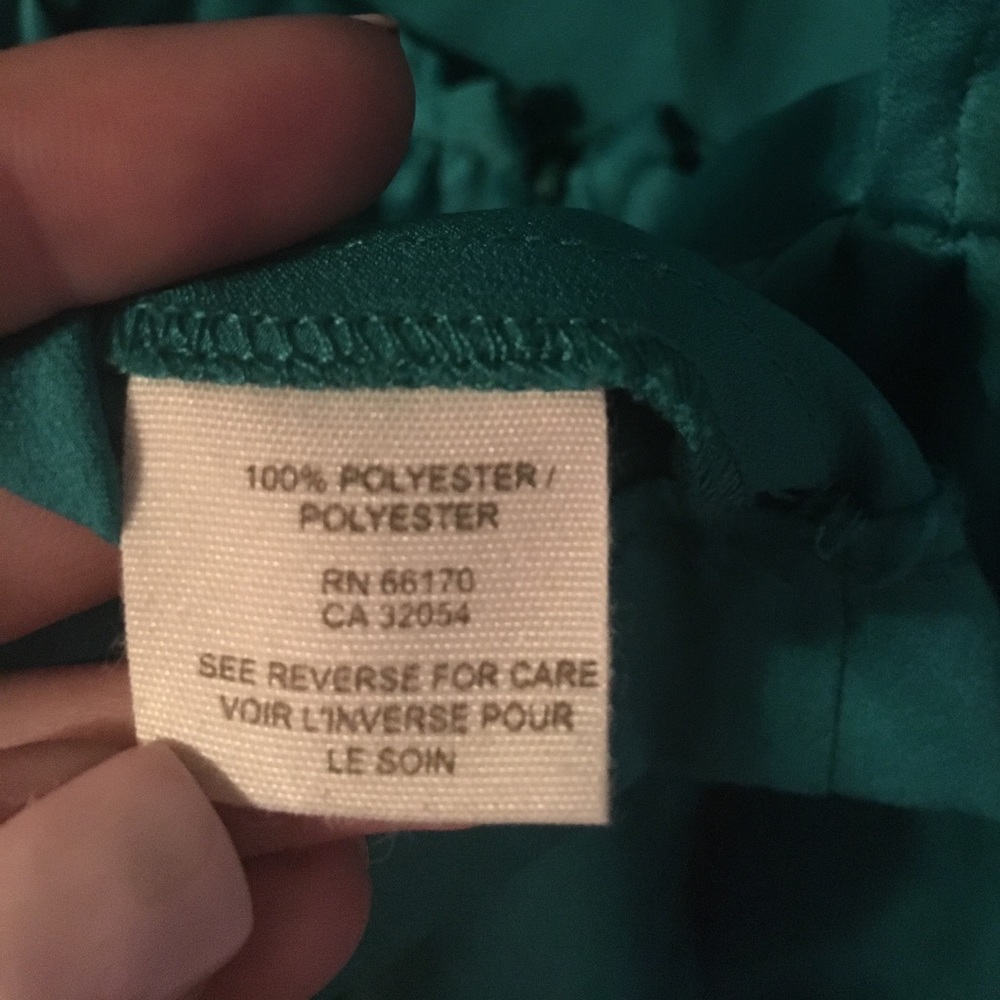 100% POLYESTER /
POLYESTER
RN 66170
CA 32054
SEE REVERSE FOR CARE
VOIR L'INVERSE POUR
LE SOIN